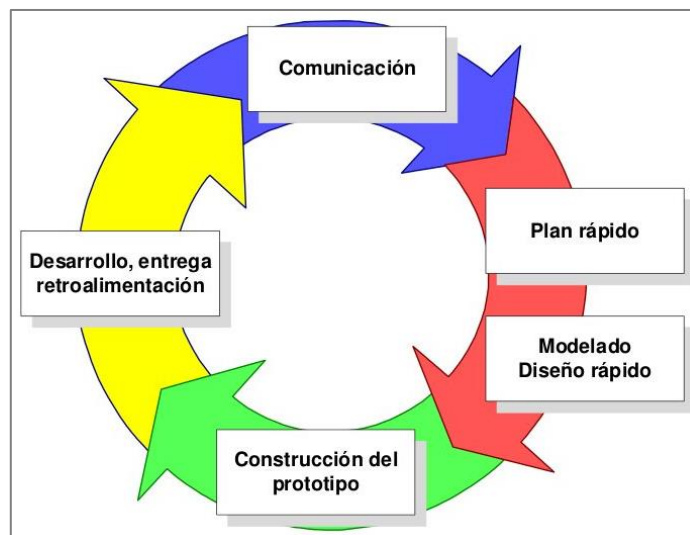 Comunicación
Plan rápido
Modelado
Diseño rápido
Construcción del
prototipo
Desarrollo, entrega
retroalimentación